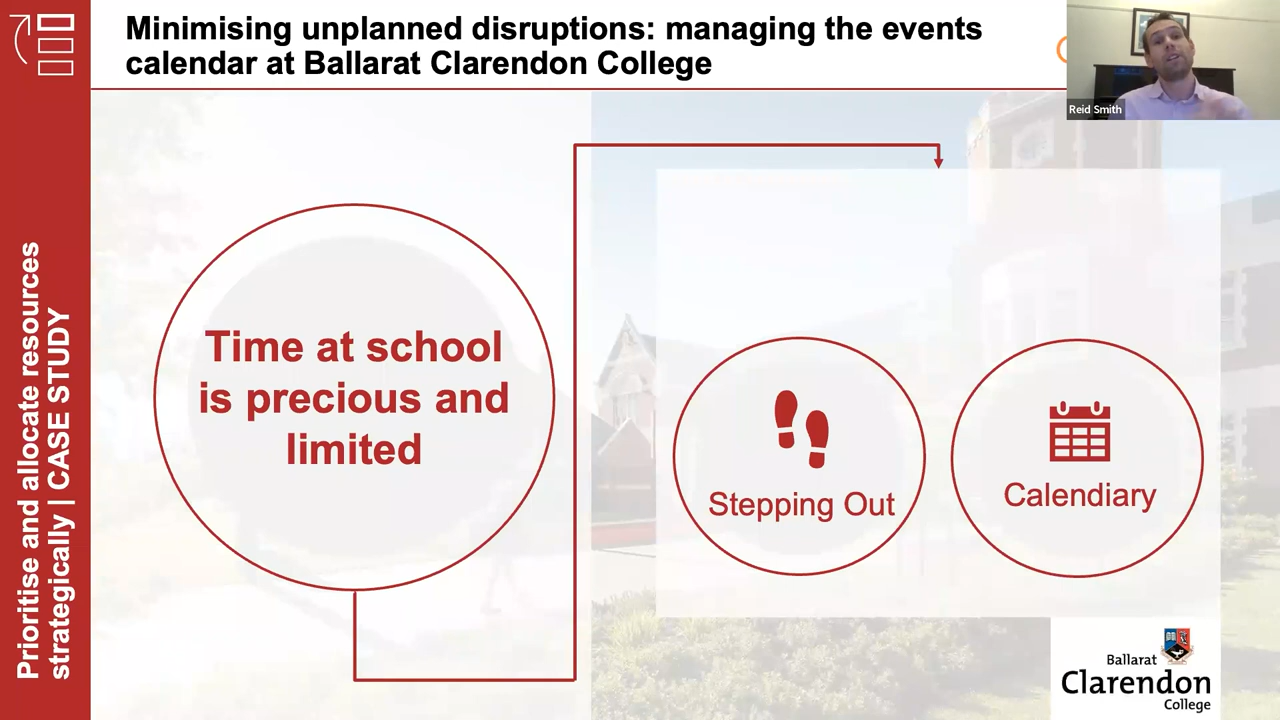 Minimising unplanned disruptions: managing the events
calendar at Ballarat Clarendon College
Reid Smith
Prioritise and allocate resources
strategically | CASE STUDY
Time at school
is precious and
limited
Stepping Out
Calendiary
Ballarat
Clarendon
College